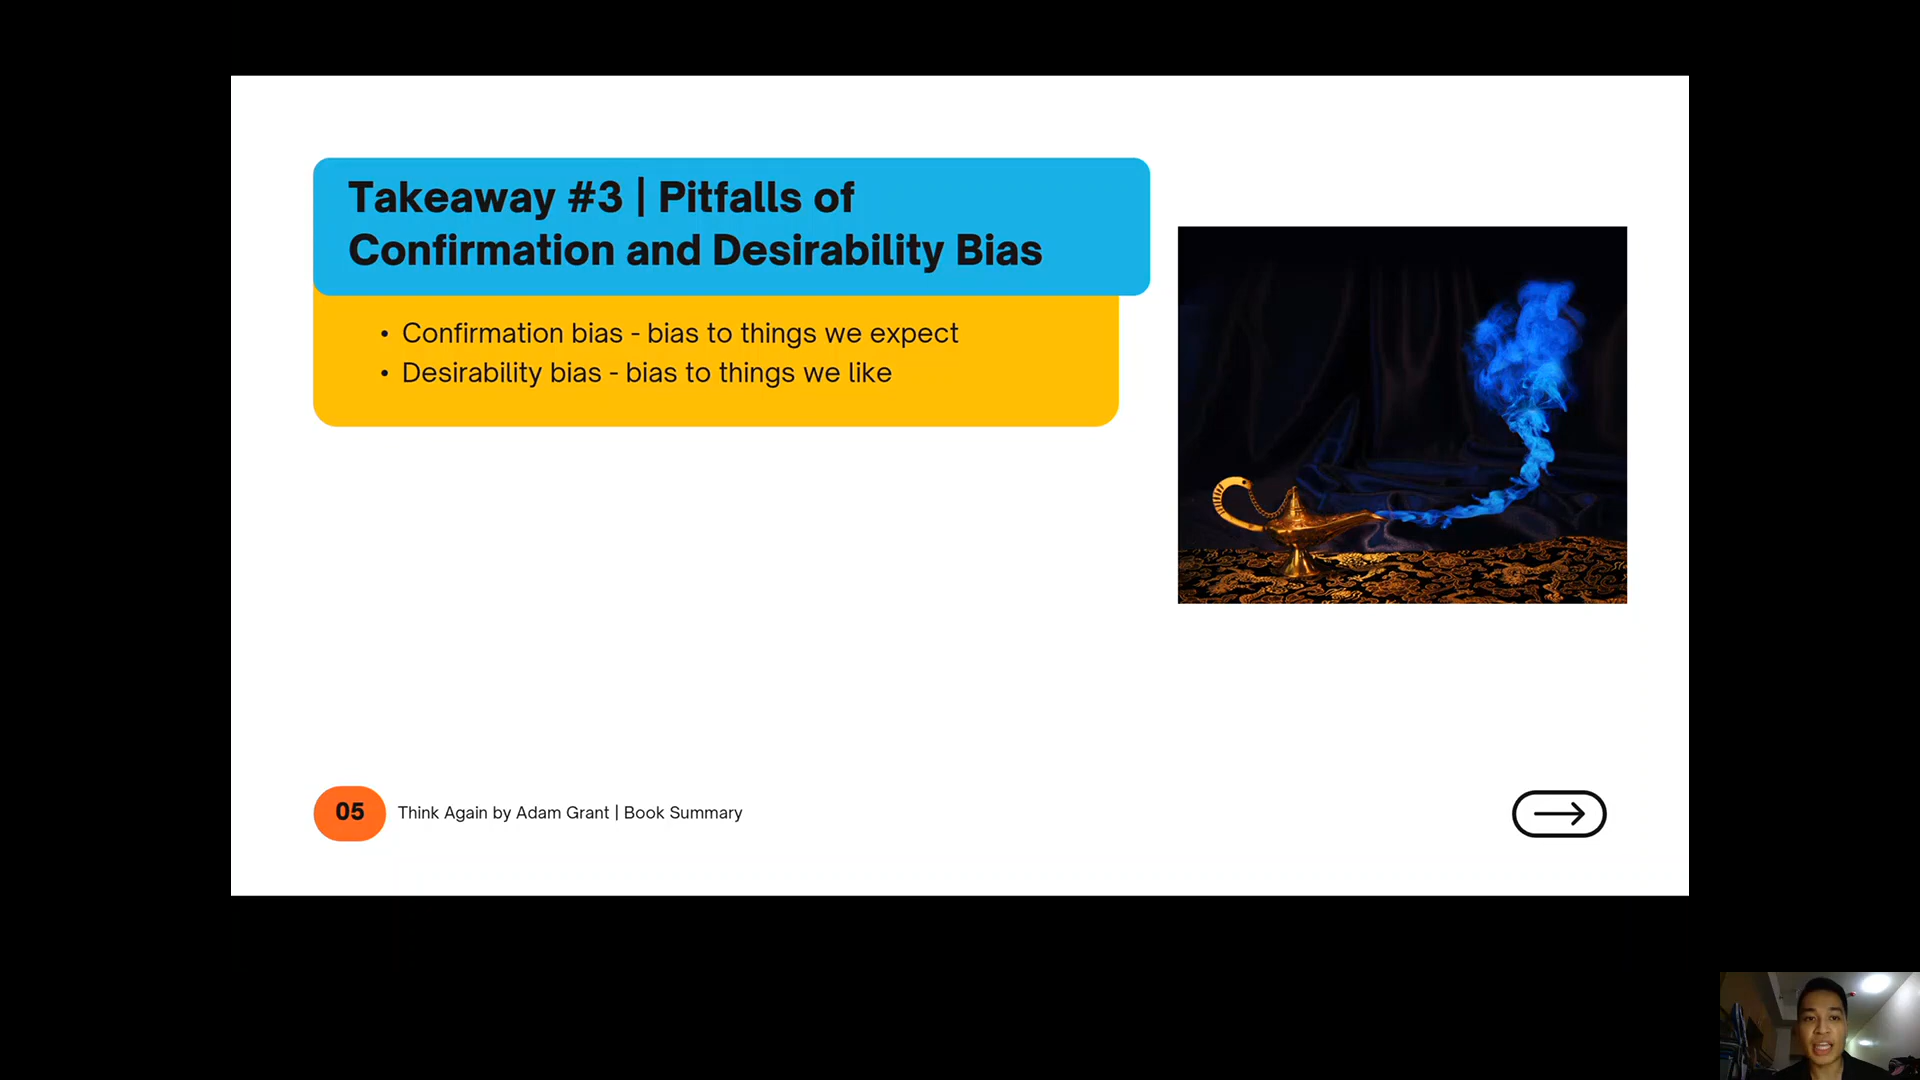 Takeaway #3 | Pitfalls of
Confirmation and Desirability Bias
• Confirmation bias - bias to things we expect
• Desirability bias - bias to things we like
05
Think Again by Adam Grant | Book Summary